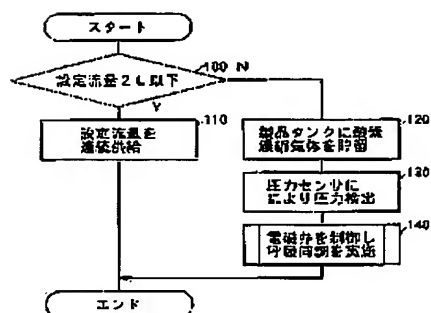 スタート
設定流量2L以下
100
N
Y
110
設定流量を
連続供給
120
製品タンクに酸素
濃縮気体を貯留
130
圧力センサに
により圧力検出
140
電磁弁を制御し
呼吸同期を実施
エンド